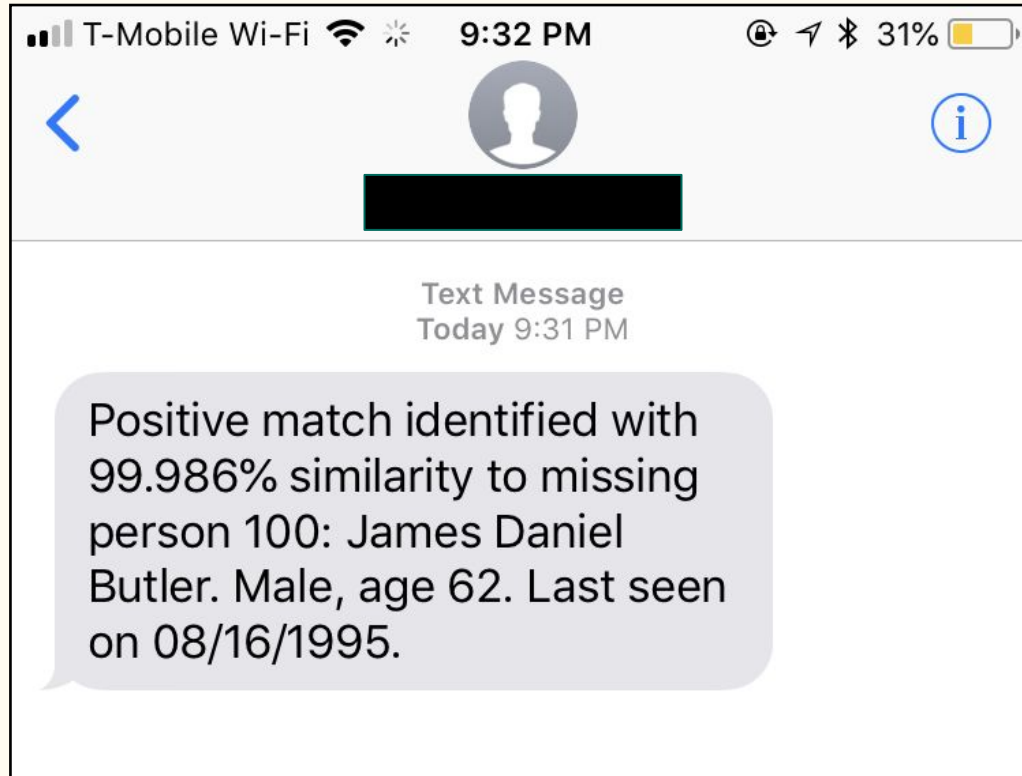 T-Mobile Wi-Fi 9:32 PM 31%
i
Text Message
Today 9:31 PM
Positive match identified with
99.986% similarity to missing
person 100: James Daniel
Butler. Male, age 62. Last seen
on 08/16/1995.